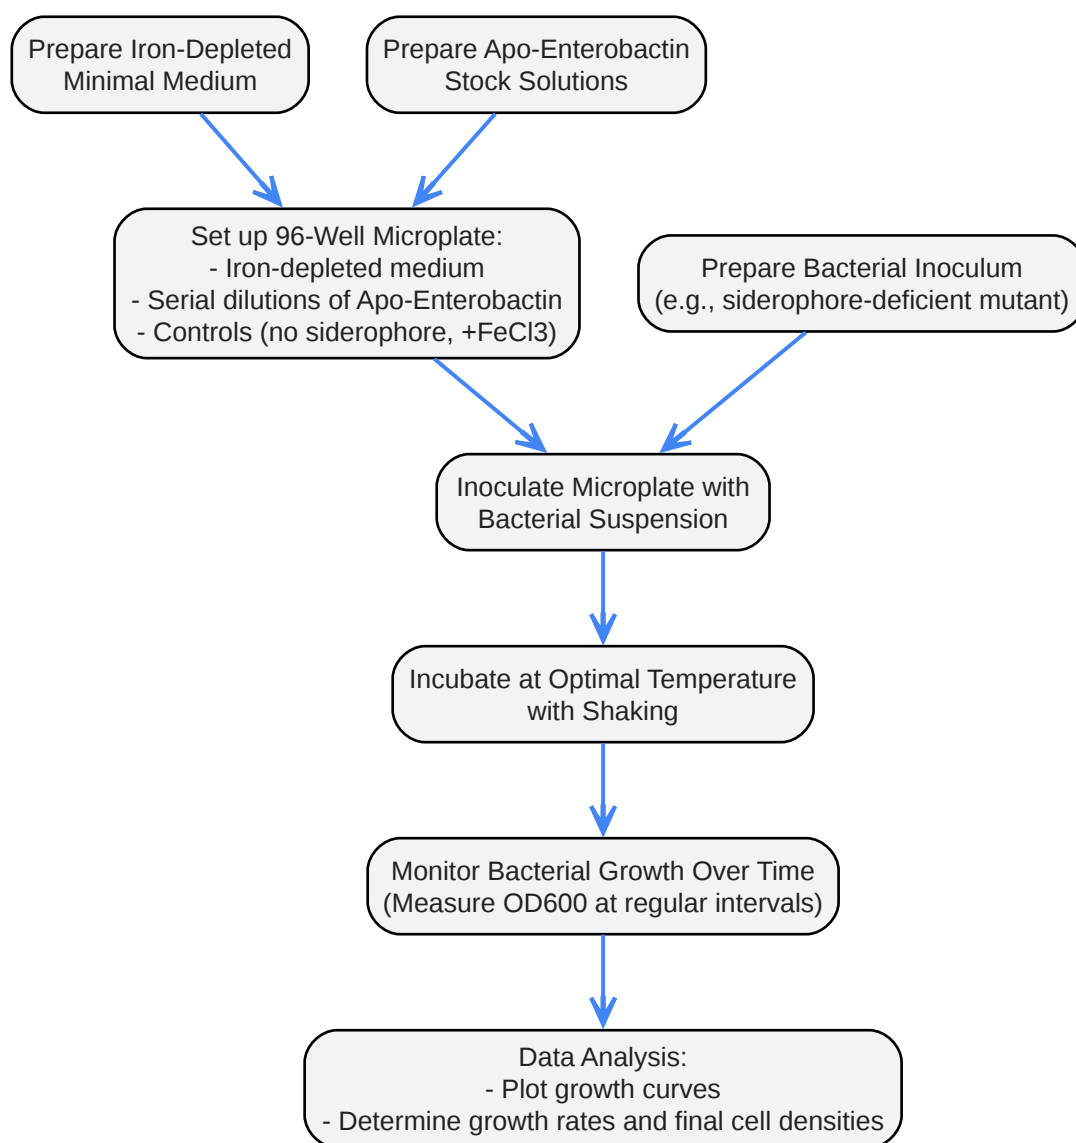 Prepare Iron-Depleted
Minimal Medium
Prepare Apo-Enterobactin
Stock Solutions
Set up 96-Well Microplate:
- Iron-depleted medium
- Serial dilutions of Apo-Enterobactin
- Controls (no siderophore, +FeCl3)
Prepare Bacterial Inoculum
(e.g., siderophore-deficient mutant)
Inoculate Microplate with
Bacterial Suspension
Incubate at Optimal Temperature
with Shaking
Monitor Bacterial Growth Over Time
(Measure OD600 at regular intervals)
Data Analysis:
- Plot growth curves
- Determine growth rates and final cell densities